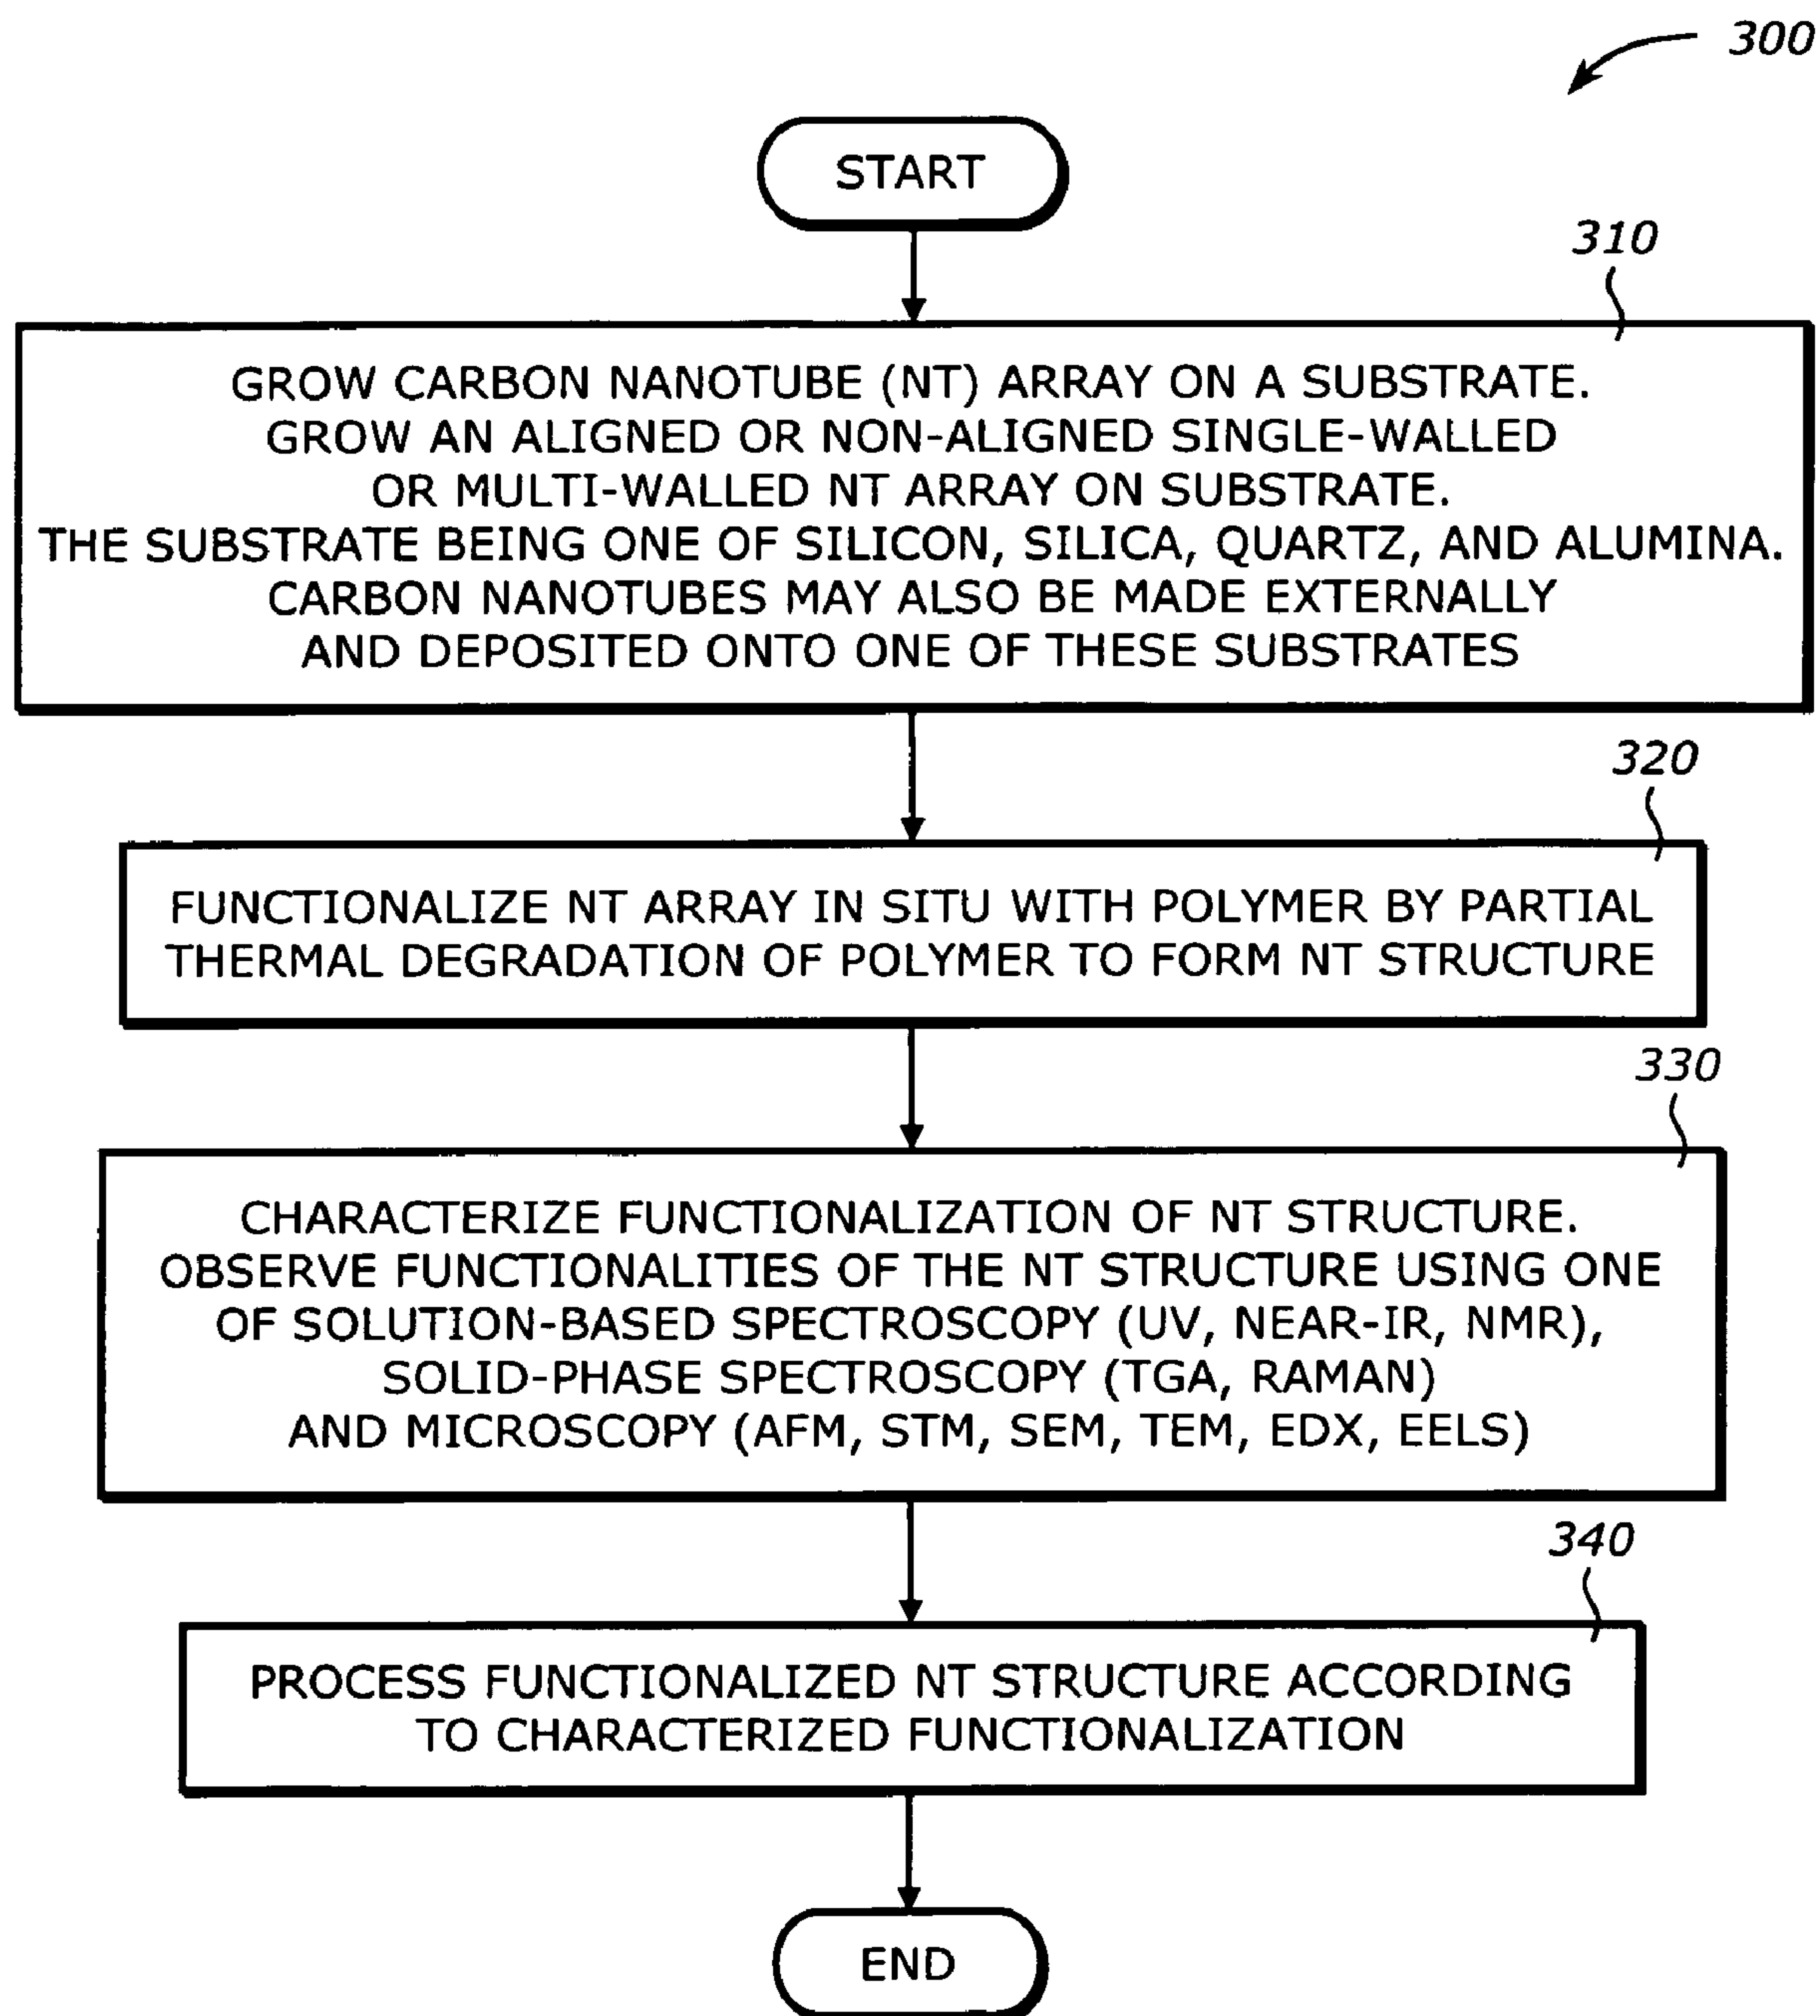 300
START
310
GROW CARBON NANOTUBE (NT) ARRAY ON A SUBSTRATE.
GROW AN ALIGNED OR NON-ALIGNED SINGLE-WALLED
OR MULTI-WALLED NT ARRAY ON SUBSTRATE.
THE SUBSTRATE BEING ONE OF SILICON, SILICA, QUARTZ, AND ALUMINA.
CARBON NANOTUBES MAY ALSO BE MADE EXTERNALLY
AND DEPOSITED ONTO ONE OF THESE SUBSTRATES
320
FUNCTIONALIZE NT ARRAY IN SITU WITH POLYMER BY PARTIAL
THERMAL DEGRADATION OF POLYMER TO FORM NT STRUCTURE
330
CHARACTERIZE FUNCTIONALIZATION OF NT STRUCTURE.
OBSERVE FUNCTIONALITIES OF THE NT STRUCTURE USING ONE
OF SOLUTION-BASED SPECTROSCOPY (UV, NEAR-IR, NMR),
SOLID-PHASE SPECTROSCOPY (TGA, RAMAN)
AND MICROSCOPY (AFM, STM, SEM, TEM, EDX, EELS)
340
PROCESS FUNCTIONALIZED NT STRUCTURE ACCORDING
TO CHARACTERIZED FUNCTIONALIZATION
END